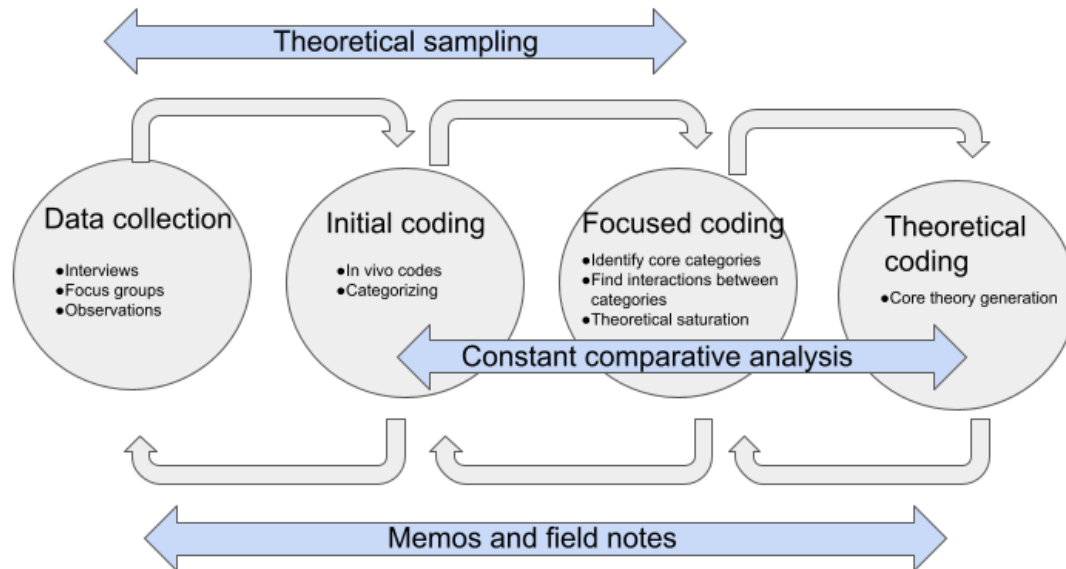 Theoretical sampling
Data collection
●Interviews
●Focus groups
●Observations
Initial coding
●In vivo codes
●Categorizing
Focused coding
●Identify core categories
●Find interactions between
categories
●Theoretical saturation
Theoretical
coding
●Core theory generation
Constant comparative analysis
Memos and field notes